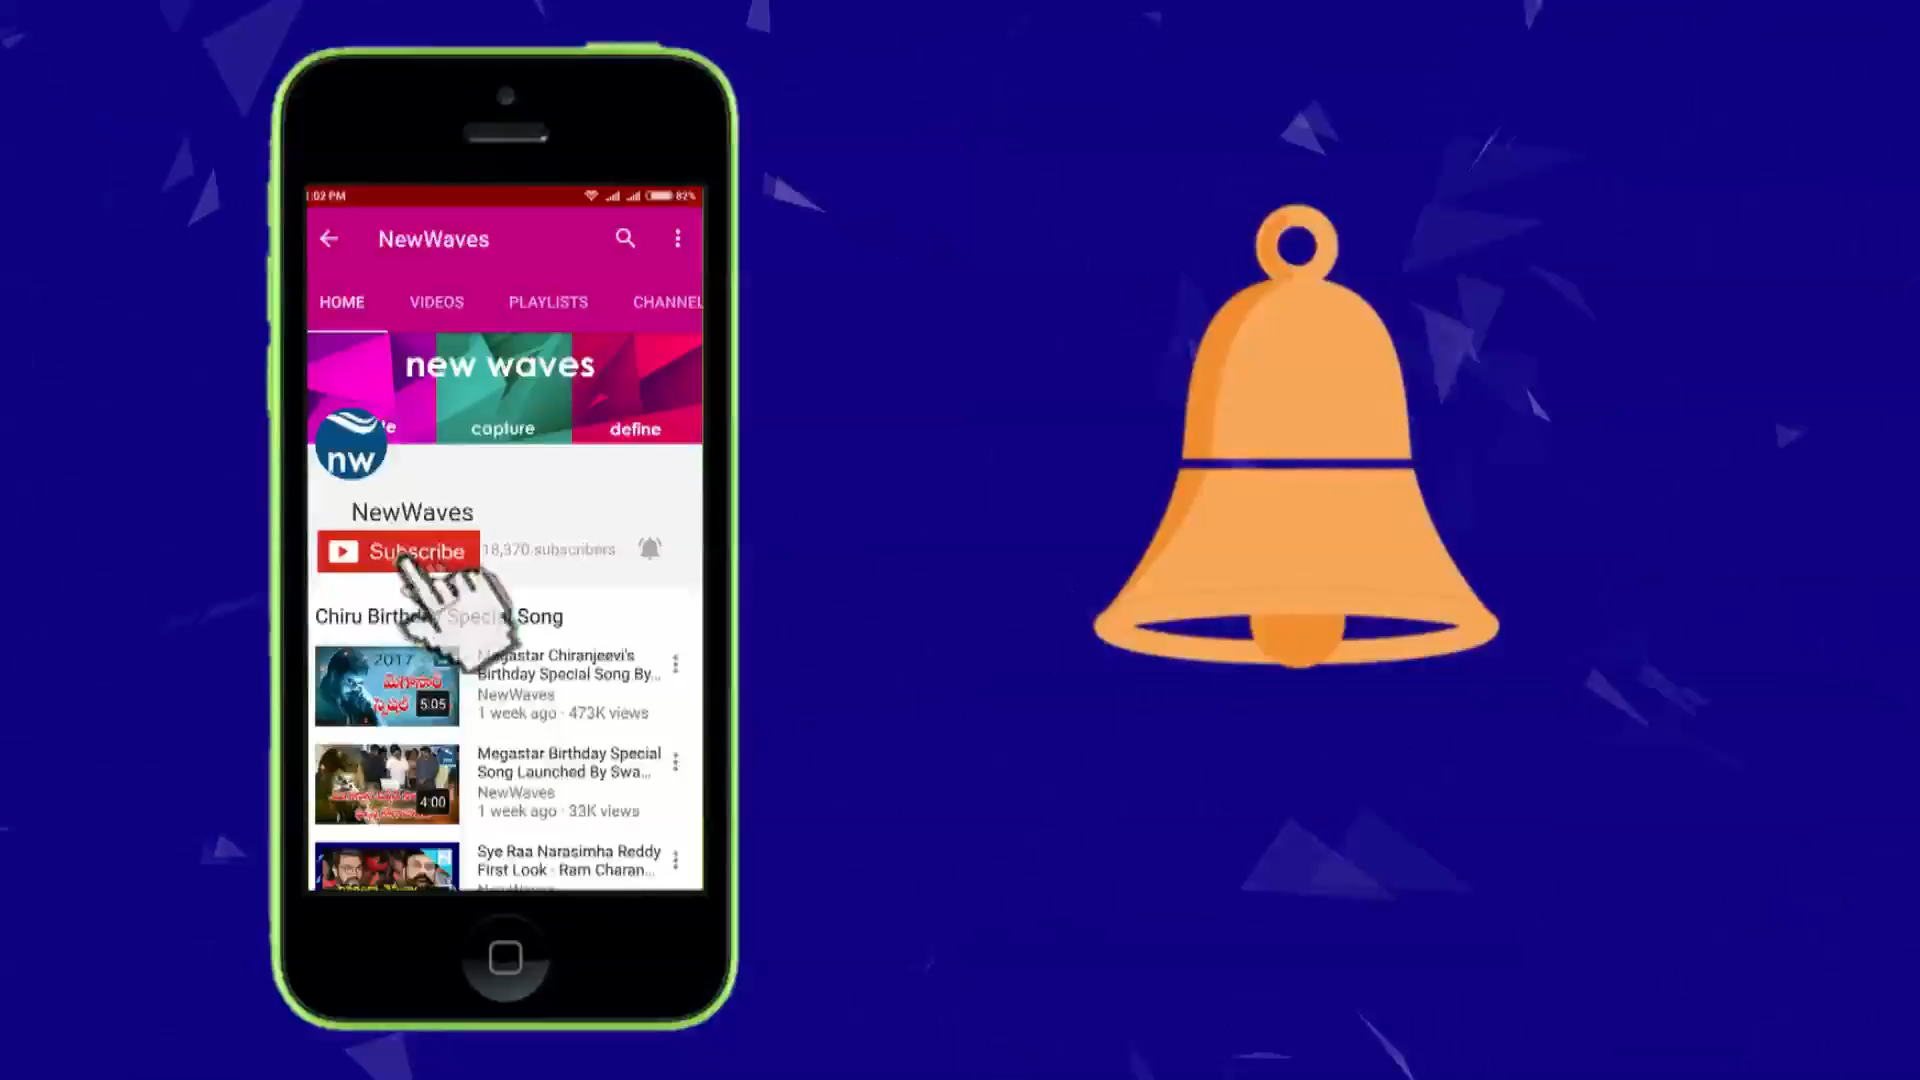 1:02 PM 82%
NewWaves
HOME VIDEOS PLAYLISTS CHANNEL
new waves
capture define
nw
NewWaves
Subscribe 18,370 subscribers
Chiru Birthday Special Song
2017
మెగాస్టార్
స్పెషల్
5:05
Megastar Chiranjeevi's
Birthday Special Song By...
NewWaves
1 week ago · 473K views
4:00
Megastar Birthday Special
Song Launched By Swa...
NewWaves
1 week ago · 33K views
Sye Raa Narasimha Reddy
First Look - Ram Charan...
NewWaves